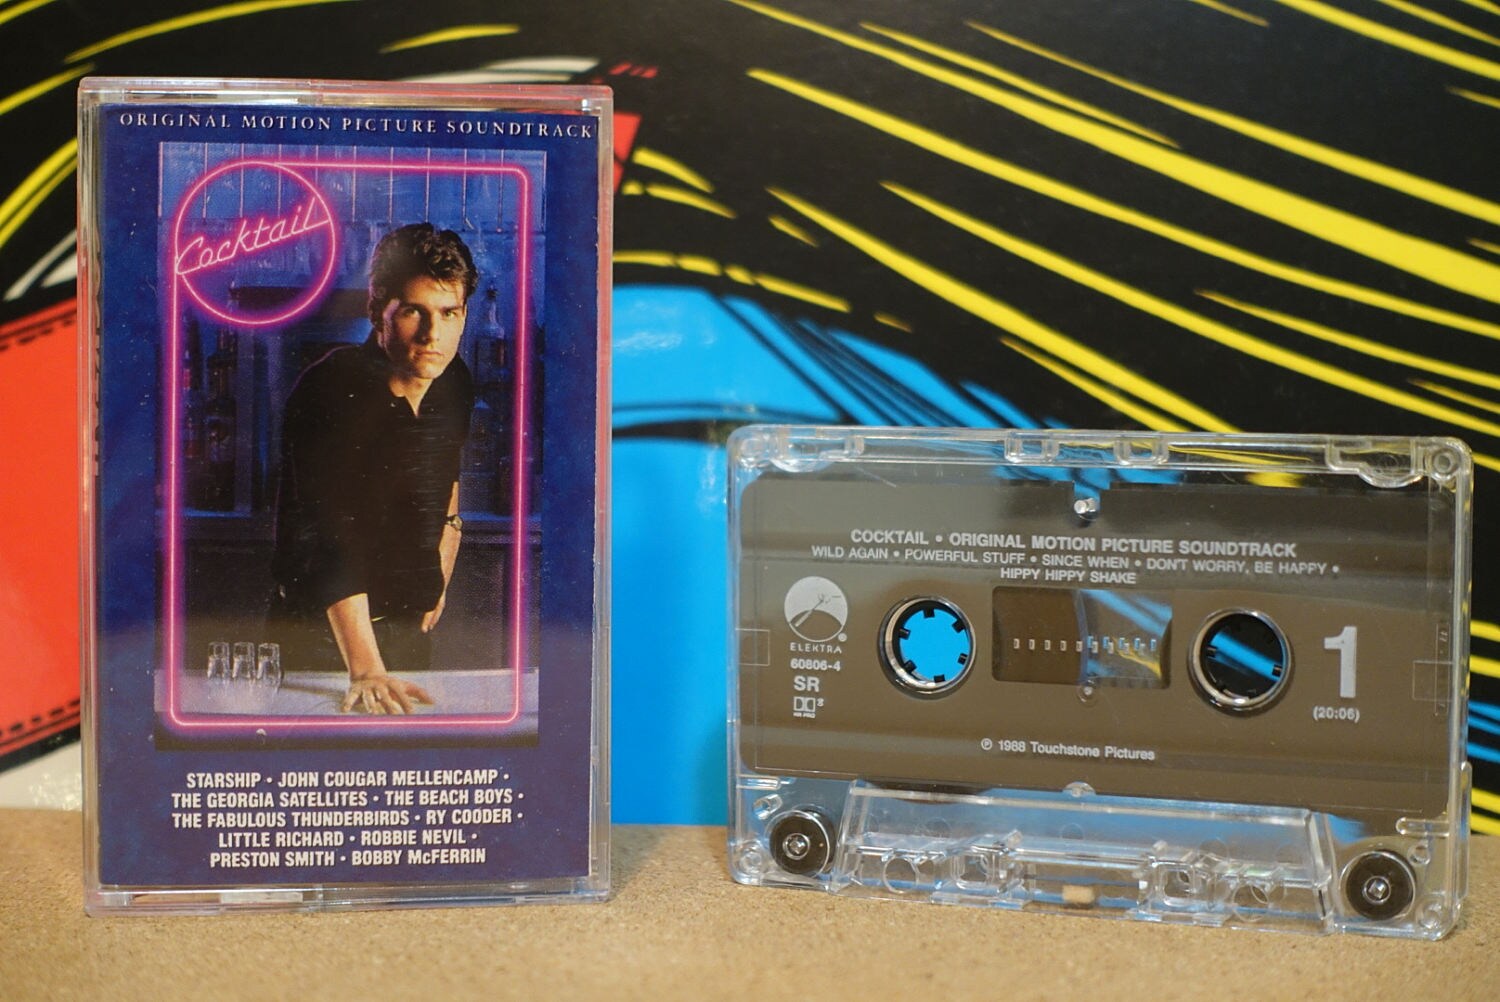 ORIGINAL MOTION PICTURE SOUNDTRACK
Cocktail
STARSHIP • JOHN COUGAR MELLENCAMP •
THE GEORGIA SATELLITES • THE BEACH BOYS •
THE FABULOUS THUNDERBIRDS • RY COODER •
LITTLE RICHARD • ROBBIE NEVIL •
PRESTON SMITH • BOBBY McFERRIN
COCKTAIL • ORIGINAL MOTION PICTURE SOUNDTRACK
WILD AGAIN • POWERFUL STUFF • SINCE WHEN • DON'T WORRY, BE HAPPY •
HIPPY HIPPY SHAKE
ELEKTRA ®
60806-4
SR
HX PRO
1
(20:06)
℗ 1988 Touchstone Pictures